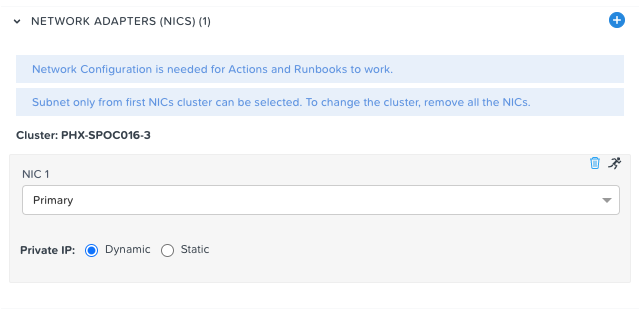 NETWORK ADAPTERS (NICS) (1)
Network Configuration is needed for Actions and Runbooks to work.
Subnet only from first NICs cluster can be selected. To change the cluster, remove all the NICs.
Cluster: PHX-SPOC016-3
NIC 1
Primary
Private IP: Dynamic Static